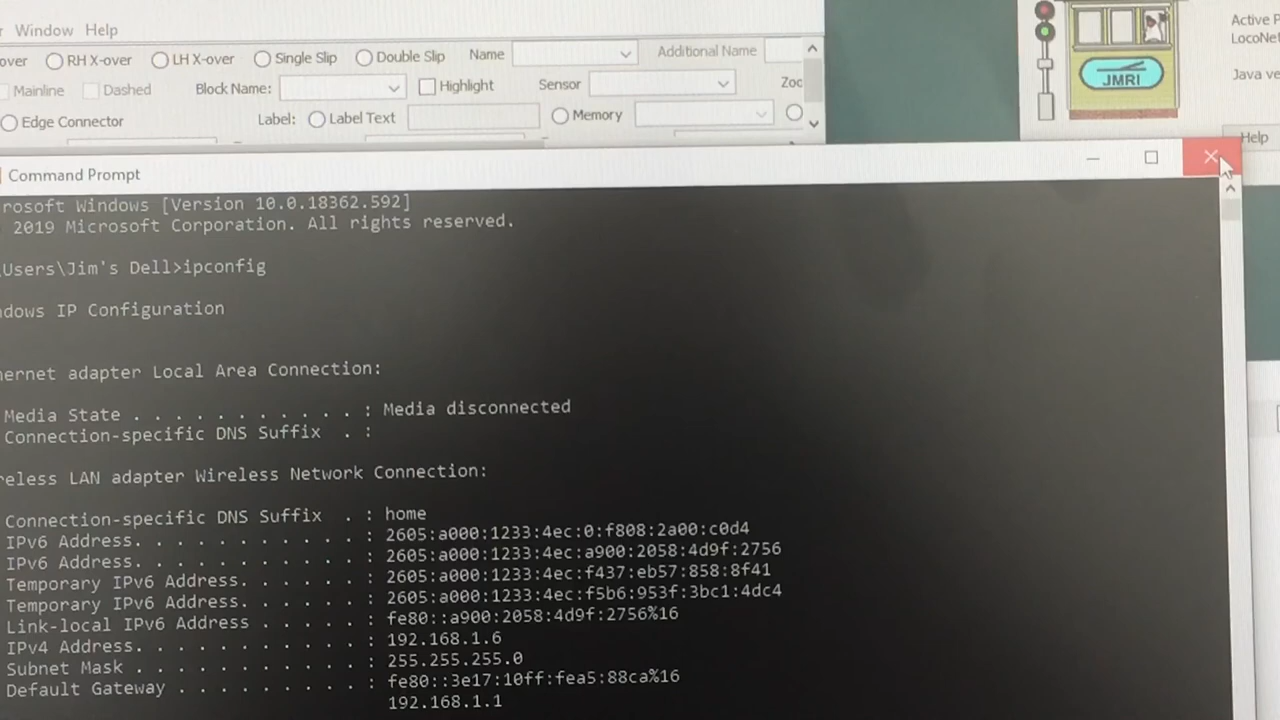 Window Help
over RH X-over LH X-over Single Slip Double Slip Name Additional Name
Mainline Dashed Block Name: Highlight Sensor
Edge Connector Label: Label Text Memory
JMRI
Active
LocoNet
Java
Help
Command Prompt
rosoft Windows [Version 10.0.18362.592]
2019 Microsoft Corporation. All rights reserved.
\Users\Jim's Dell>ipconfig
dows IP Configuration
ernet adapter Local Area Connection:
Media State . . . . . . . . . . . : Media disconnected
Connection-specific DNS Suffix . :
eless LAN adapter Wireless Network Connection:
Connection-specific DNS Suffix . : home
IPv6 Address. . . . . . . . . . . : 2605:a000:1233:4ec:0:f808:2a00:c0d4
IPv6 Address. . . . . . . . . . . : 2605:a000:1233:4ec:a900:2058:4d9f:2756
Temporary IPv6 Address. . . . . . : 2605:a000:1233:4ec:f437:eb57:858:8f41
Temporary IPv6 Address. . . . . . : 2605:a000:1233:4ec:f5b6:953f:3bc1:4dc4
Link-local IPv6 Address . . . . . : fe80::a900:2058:4d9f:2756%16
IPv4 Address. . . . . . . . . . . : 192.168.1.6
Subnet Mask . . . . . . . . . . . : 255.255.255.0
Default Gateway . . . . . . . . . : fe80::3e17:10ff:fea5:88ca%16
192.168.1.1